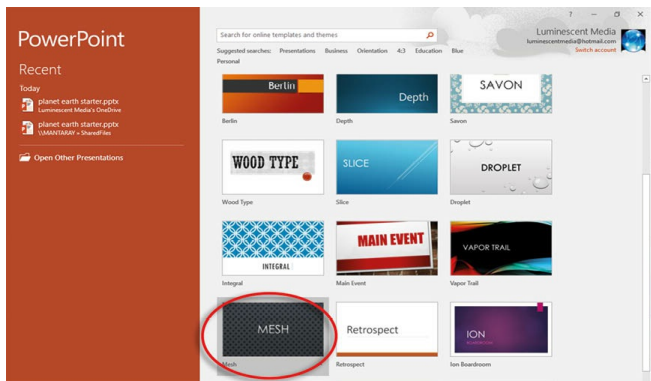 PowerPoint
Recent
Today
planet earth starter.pptx
Luminescent Media's OneDrive
planet earth starter.pptx
\\MANTARAY » SharedFiles
Open Other Presentations
?
Search for online templates and themes
Luminescent Media
luminescentmedia@hotmail.com
Switch account
Suggested searches: Presentations Business Orientation 4:3 Education Blue
Personal
Berlin
Depth
SAVON
Berlin
Depth
Savon
WOOD TYPE
SLICE
DROPLET
Wood Type
Slice
Droplet
INTEGRAL
MAIN EVENT
VAPOR TRAIL
Integral
Main Event
Vapor Trail
MESH
Retrospect
ION
BOARDROOM
Mesh
Retrospect
Ion Boardroom